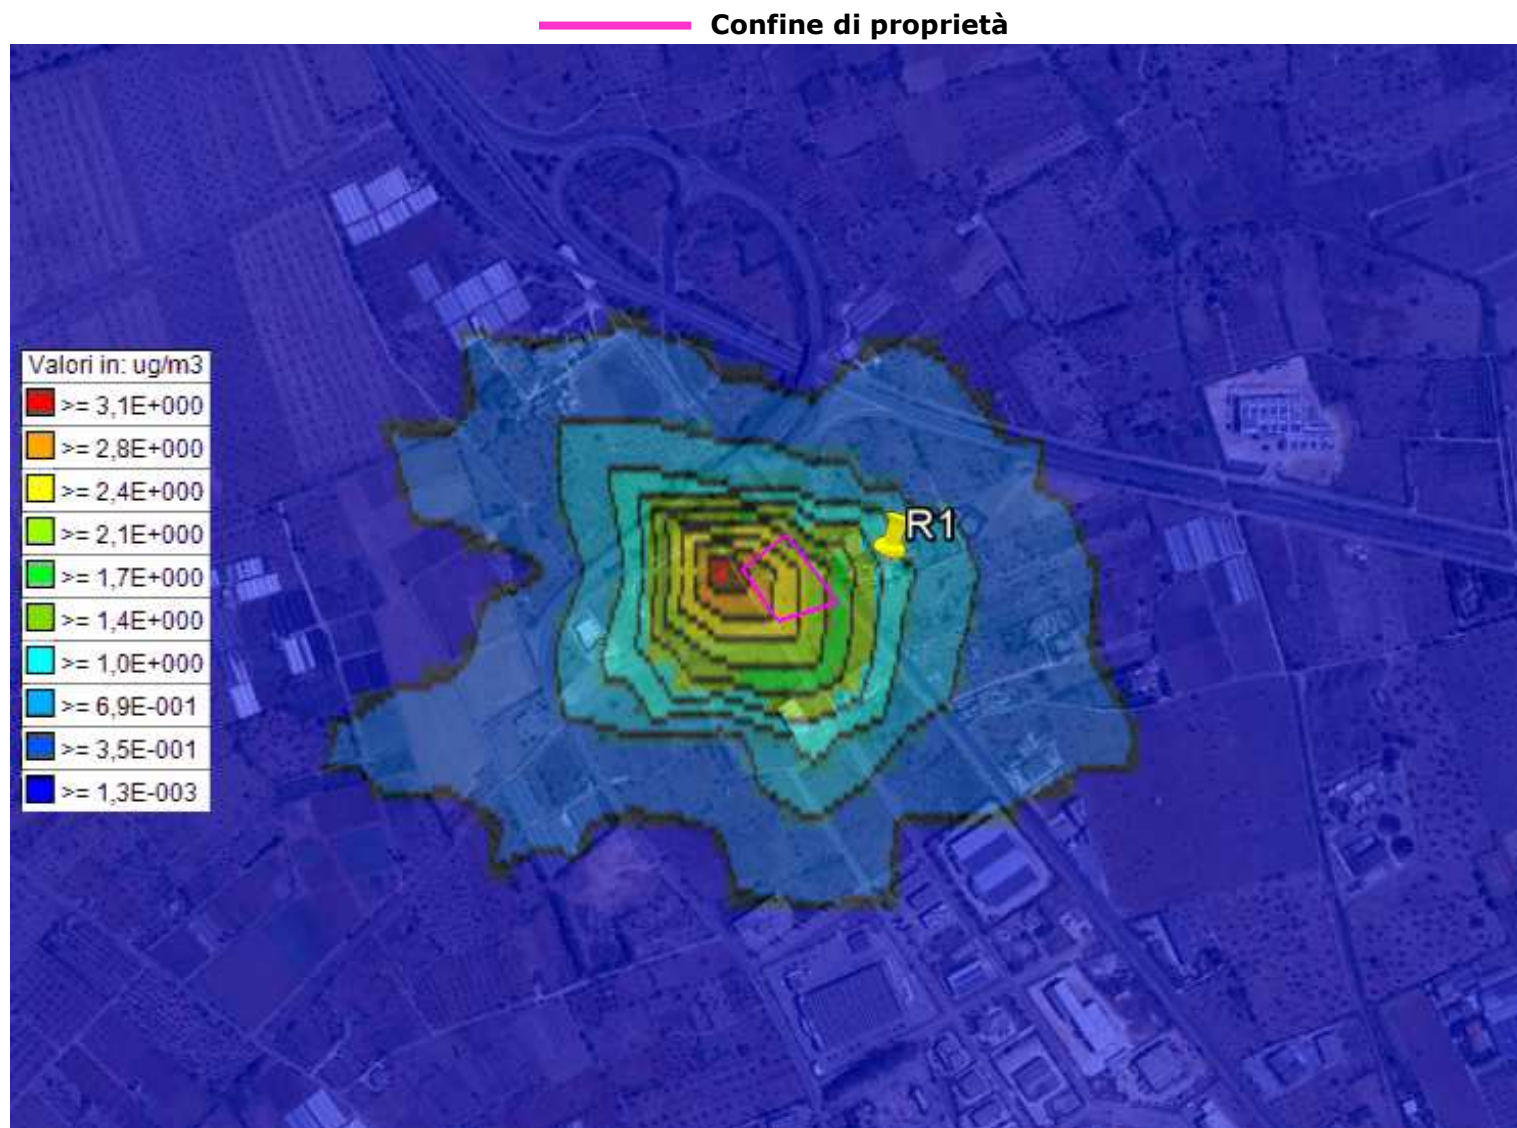 Confine di proprietà
Valori in: ug/m3
>= 3,1E+000
>= 2,8E+000
>= 2,4E+000
>= 2,1E+000
>= 1,7E+000
>= 1,4E+000
>= 1,0E+000
>= 6,9E-001
>= 3,5E-001
>= 1,3E-003
R1